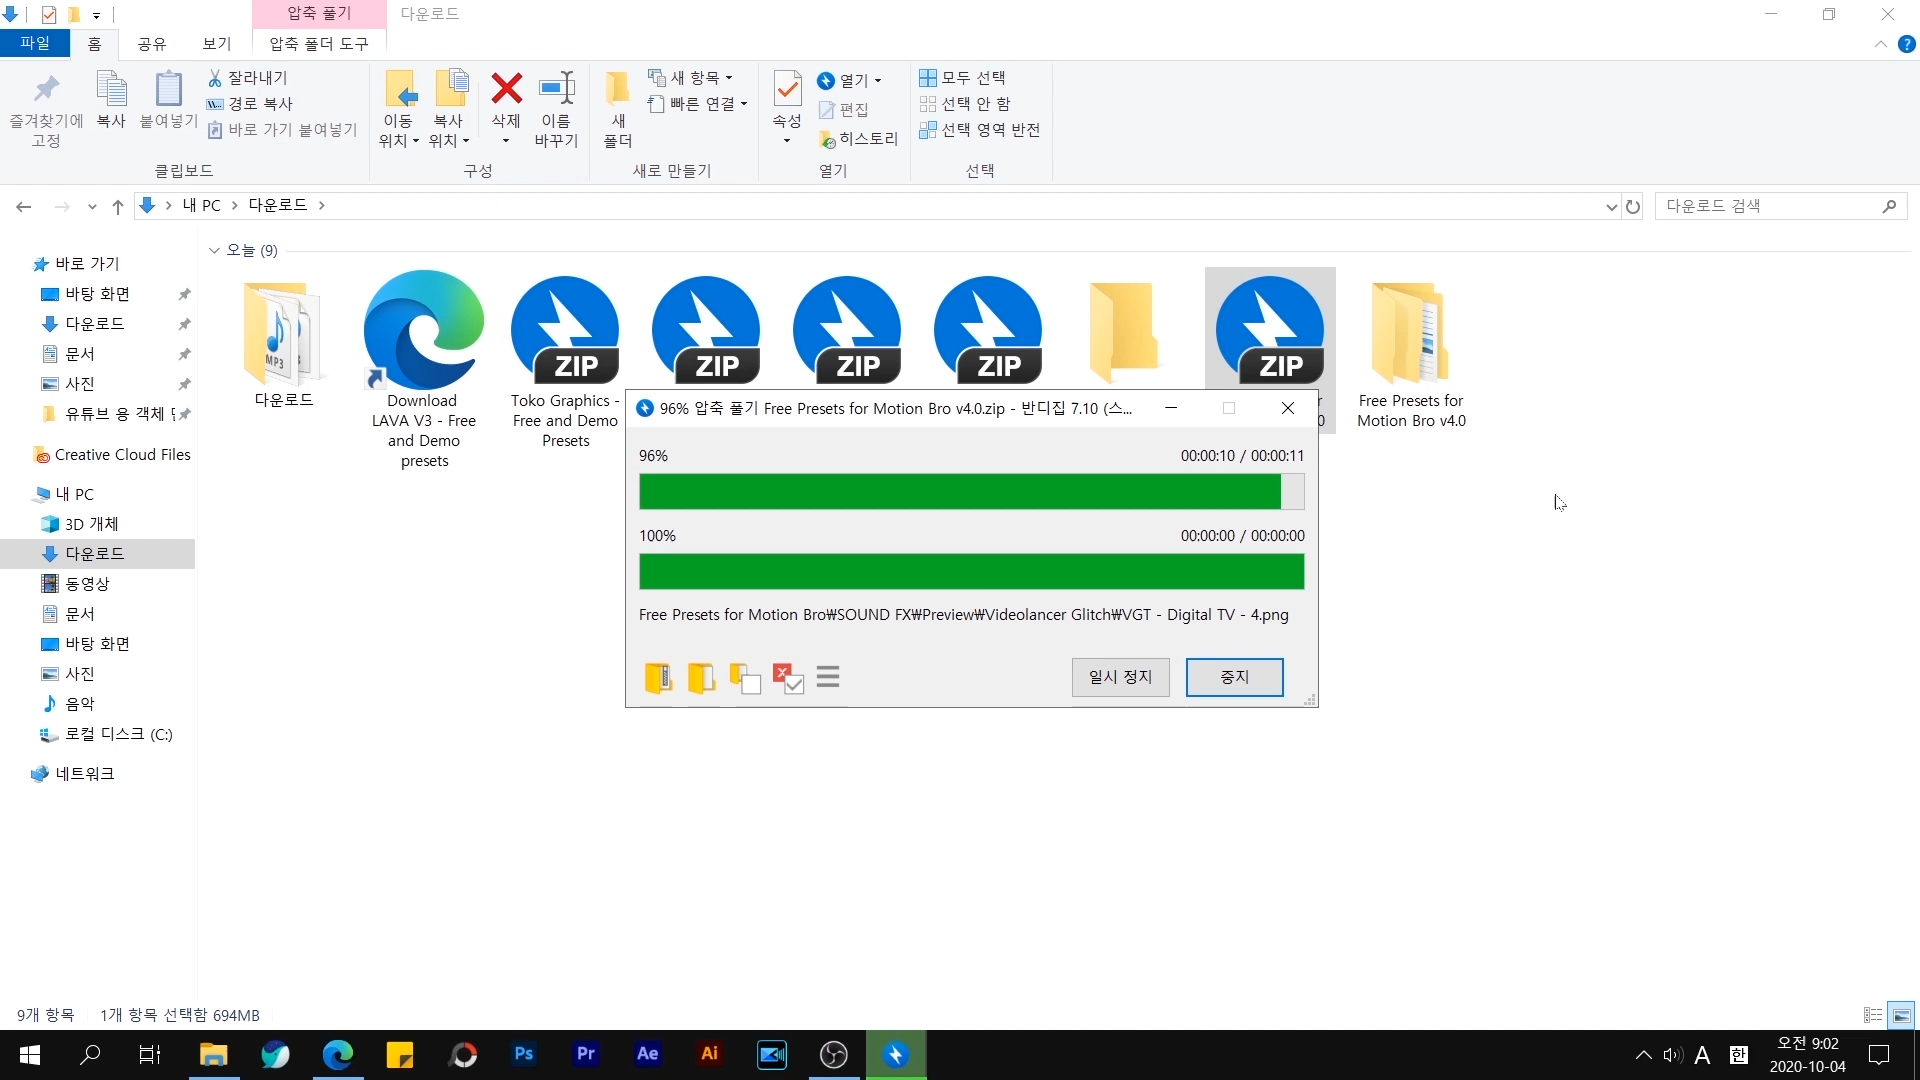 압축 풀기
다운로드
파일
홈
공유
보기
압축 폴더 도구
즐겨찾기에
고정
복사
붙여넣기
잘라내기
경로 복사
바로 가기 붙여넣기
클립보드
이동
위치
복사
위치
삭제
이름
바꾸기
구성
새
폴더
새 항목
빠른 연결
새로 만들기
속성
열기
편집
히스토리
열기
모두 선택
선택 안 함
선택 영역 반전
선택
내 PC
다운로드
다운로드 검색
바로 가기
바탕 화면
다운로드
문서
사진
유튜브 용 객체
Creative Cloud Files
내 PC
3D 개체
다운로드
동영상
문서
바탕 화면
사진
음악
로컬 디스크 (C:)
네트워크
오늘 (9)
MP3
다운로드
Download
LAVA V3 - Free
and Demo
presets
ZIP
Toko Graphics -
Free and Demo
Presets
ZIP
ZIP
ZIP
ZIP
Free Presets for
Motion Bro v4.0
96% 압축 풀기 Free Presets for Motion Bro v4.0.zip - 반디집 7.10 (스...
96%
00:00:10 / 00:00:11
100%
00:00:00 / 00:00:00
Free Presets for Motion Bro₩SOUND FX₩Preview₩Videolancer Glitch₩VGT - Digital TV - 4.png
일시 정지
중지
9개 항목
1개 항목 선택함 694MB
Ps
Pr
Ae
Ai
A
한
오전 9:02
2020-10-04